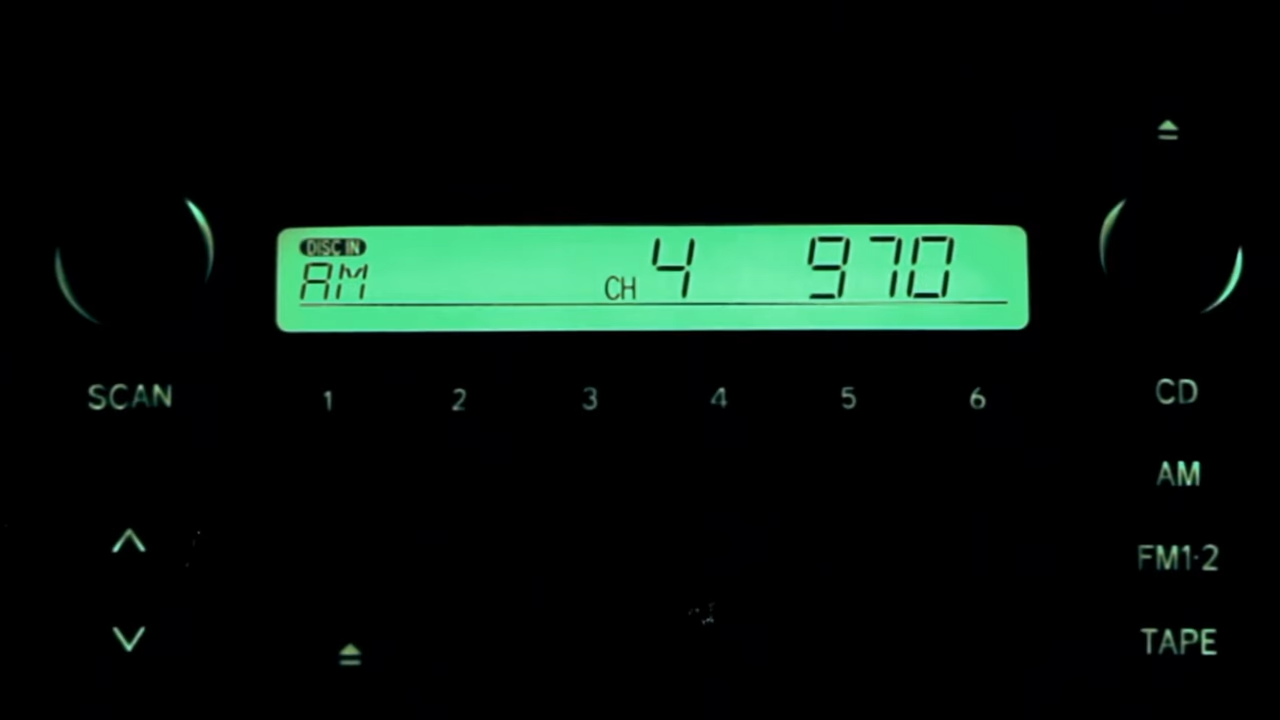 DISC IN
AM CH 4 970
SCAN 1 2 3 4 5 6 CD
AM
FM1·2
TAPE